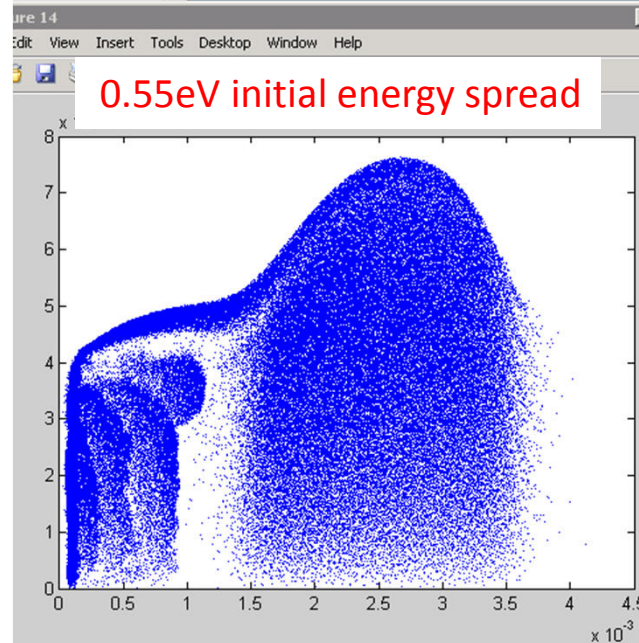 ure 14
Edit View Insert Tools Desktop Window Help
0.55eV initial energy spread
x
8
7
6
5
4
3
2
1
0
0 0.5 1 1.5 2 2.5 3 3.5 4 4.5
x 10⁻³